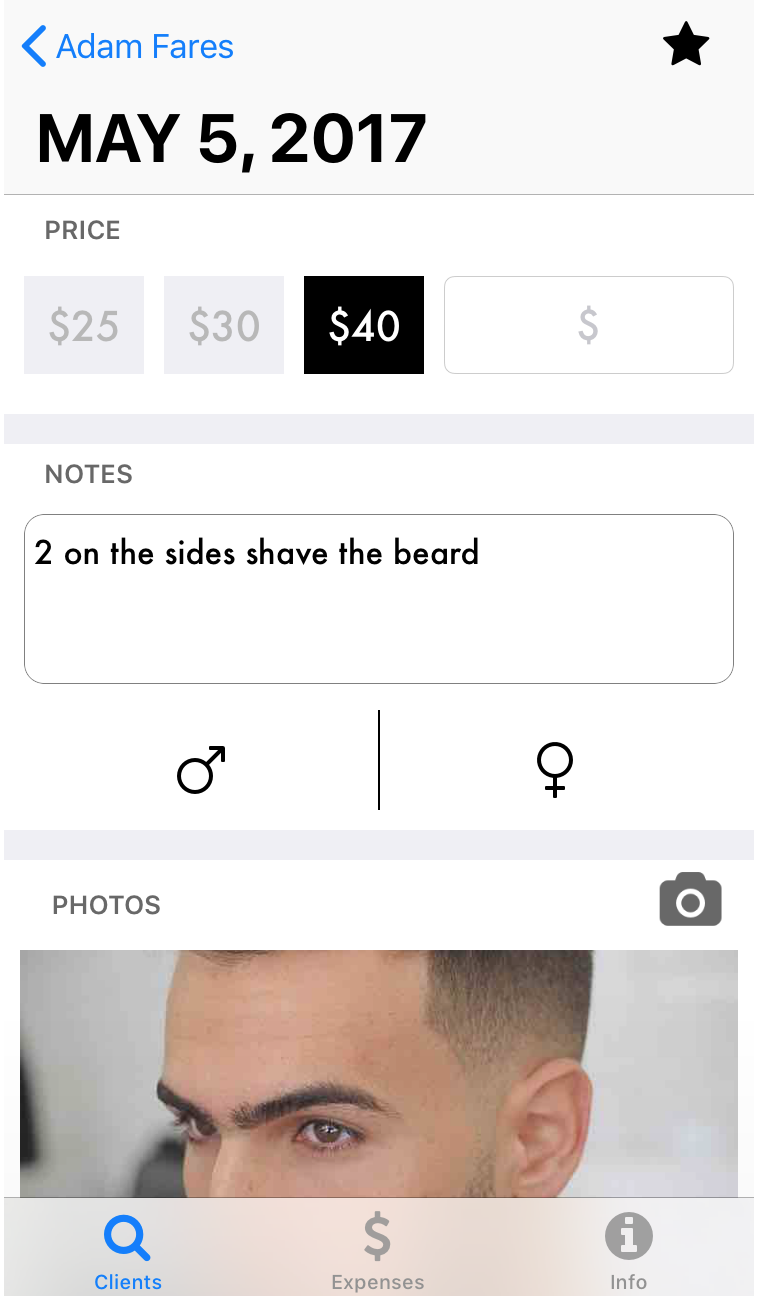 Adam Fares
MAY 5, 2017
PRICE
$25 $30 $40 $
NOTES
2 on the sides shave the beard
PHOTOS
$
Clients Expenses Info